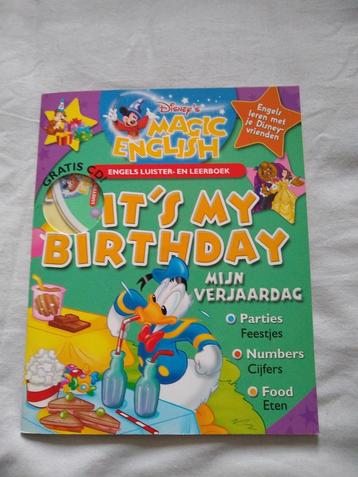 Disney's
MAGIC
ENGLISH
ENGELS LUISTER- EN LEERBOEK
Engels
leren met
je Disney-
vrienden
GRATIS CD!
IT'S MY
BIRTHDAY
MIJN
VERJAARDAG
Parties
Feestjes
Numbers
Cijfers
Food
Eten